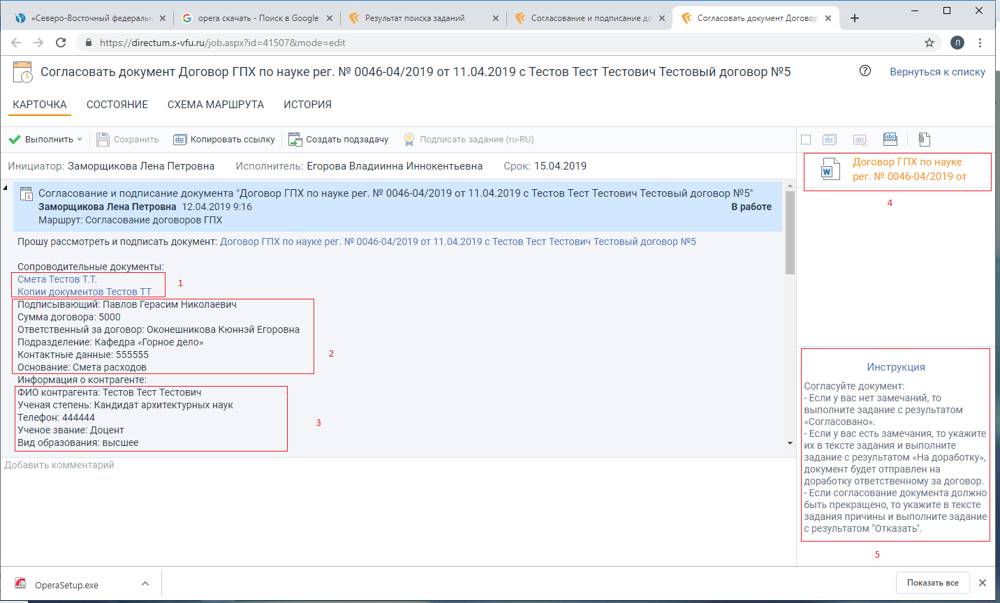 «Северо-Восточный федеральн
opera скачать - Поиск в Google
Результат поиска заданий
Согласование и подписание до
Согласовать документ Договор
https://directum.s-vfu.ru/job.aspx?id=41507&mode=edit
Л
Согласовать документ Договор ГПХ по науке рег. № 0046-04/2019 от 11.04.2019 с Тестов Тест Тестович Тестовый договор №5
Вернуться к списку
КАРТОЧКА СОСТОЯНИЕ СХЕМА МАРШРУТА ИСТОРИЯ
Выполнить Сохранить Копировать ссылку Создать подзадачу Подписать задание (ru-RU)
Инициатор: Заморщикова Лена Петровна Исполнитель: Егорова Владиинна Иннокентьевна Срок: 15.04.2019
Согласование и подписание документа "Договор ГПХ по науке рег. № 0046-04/2019 от 11.04.2019 с Тестов Тест Тестович Тестовый договор №5"
Заморщикова Лена Петровна 12.04.2019 9:16 В работе
Маршрут: Согласование договоров ГПХ
Прошу рассмотреть и подписать документ: Договор ГПХ по науке рег. № 0046-04/2019 от 11.04.2019 с Тестов Тест Тестович Тестовый договор №5
Сопроводительные документы:
Смета Тестов Т.Т.
Копии документов Тестов ТТ
1
Подписывающий: Павлов Герасим Николаевич
Сумма договора: 5000
Ответственный за договор: Оконешникова Кюннэй Егоровна
Подразделение: Кафедра «Горное дело»
Контактные данные: 555555
Основание: Смета расходов
2
Информация о контрагенте:
ФИО контрагента: Тестов Тест Тестович
Ученая степень: Кандидат архитектурных наук
Телефон: 444444
Ученое звание: Доцент
Вид образования: высшее
3
Добавить комментарий
abc abc abc
Договор ГПХ по науке
рег. № 0046-04/2019 от
4
Инструкция
Согласуйте документ:
- Если у вас нет замечаний, то
выполните задание с результатом
«Согласовано».
- Если у вас есть замечания, то укажите
их в тексте задания и выполните
задание с результатом «На доработку»,
документ будет отправлен на
доработку ответственному за договор.
- Если согласование документа должно
быть прекращено, то укажите в тексте
задания причины и выполните задание
с результатом "Отказать".
5
OperaSetup.exe
Показать все